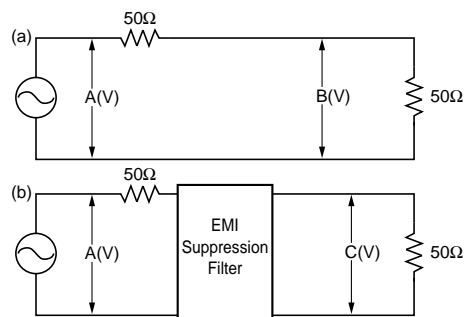 (a)
50Ω
A(V)
B(V)
50Ω
(b)
50Ω
A(V)
EMI
Suppression
Filter
C(V)
50Ω